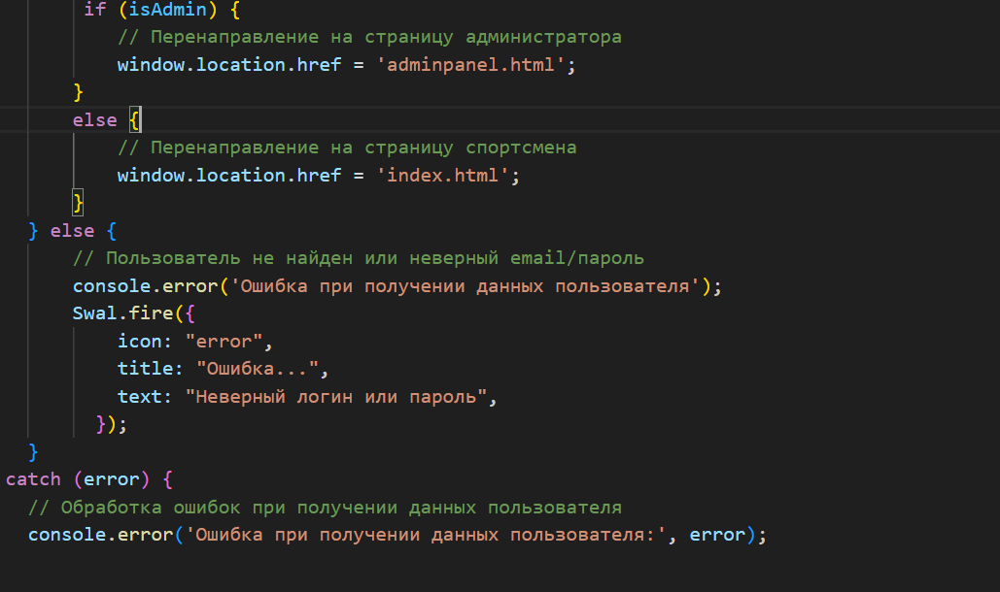 if (isAdmin) {
// Перенаправление на страницу администратора
window.location.href = 'adminpanel.html';
}
else {
// Перенаправление на страницу спортсмена
window.location.href = 'index.html';
}
} else {
// Пользователь не найден или неверный email/пароль
console.error('Ошибка при получении данных пользователя');
Swal.fire({
icon: "error",
title: "Ошибка...",
text: "Неверный логин или пароль",
});
}
catch (error) {
// Обработка ошибок при получении данных пользователя
console.error('Ошибка при получении данных пользователя:', error);